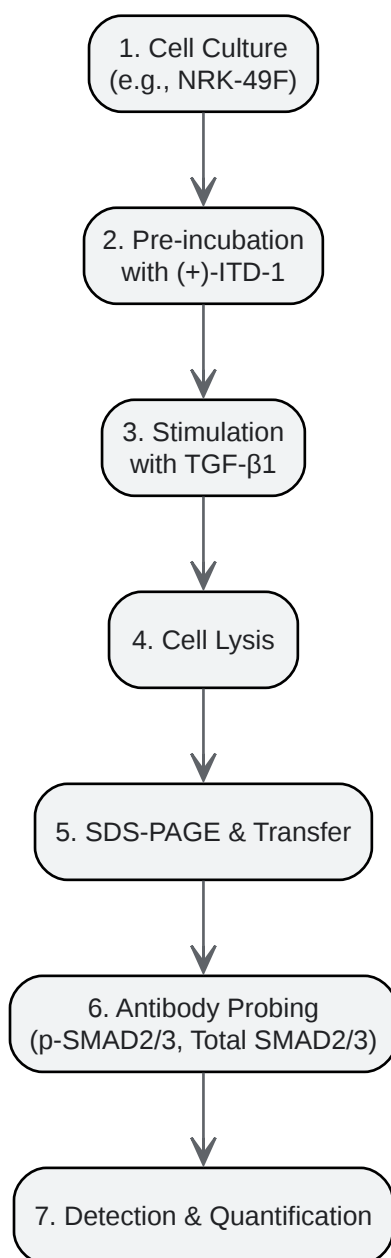 1. Cell Culture
(e.g., NRK-49F)
2. Pre-incubation
with (+)-ITD-1
3. Stimulation
with TGF-β1
4. Cell Lysis
5. SDS-PAGE & Transfer
6. Antibody Probing
(p-SMAD2/3, Total SMAD2/3)
7. Detection & Quantification